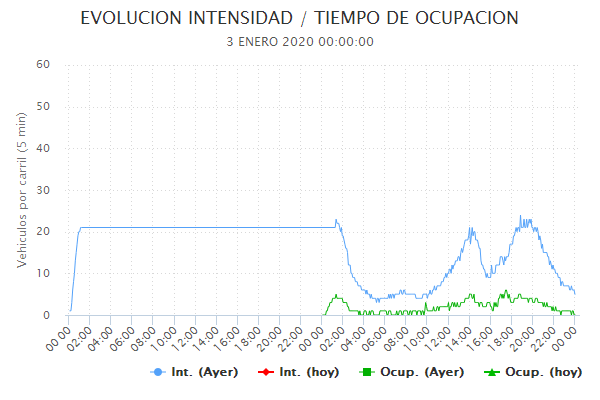 EVOLUCION INTENSIDAD / TIEMPO DE OCUPACION
3 ENERO 2020 00:00:00
Vehiculos por carril (5 min)
60
50
40
30
20
10
0
00:00 02:00 04:00 06:00 08:00 10:00 12:00 14:00 16:00 18:00 20:00 22:00 00:00 02:00 04:00 06:00 08:00 10:00 12:00 14:00 16:00 18:00 20:00 22:00 00:00
Int. (Ayer) Int. (hoy) Ocup. (Ayer) Ocup. (hoy)